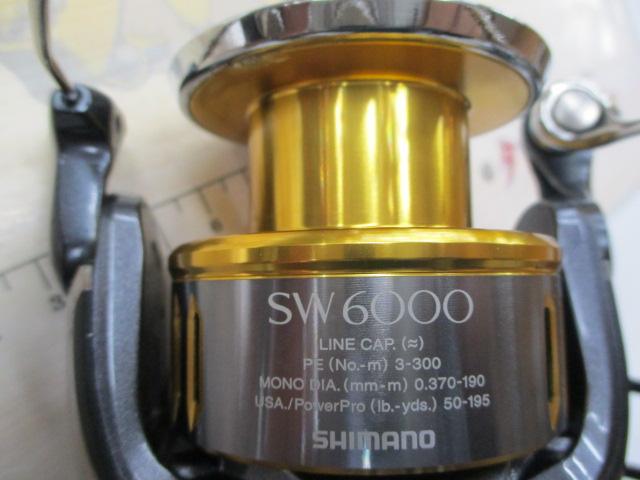 SW6000
LINE CAP. (≈)
PE (No.-m) 3-300
MONO DIA. (mm-m) 0.370-190
USA./PowerPro (lb.-yds.) 50-195
SHIMANO
3